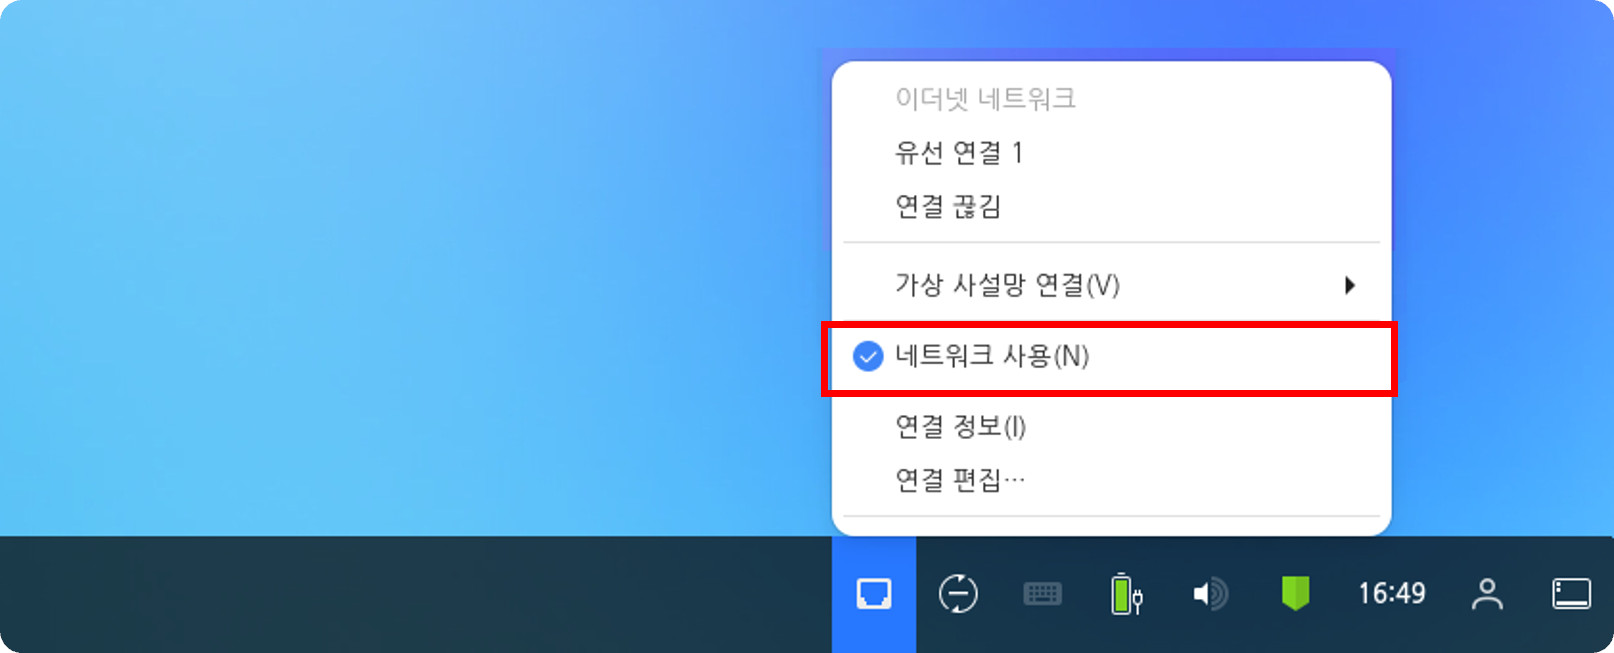 이더넷 네트워크
유선 연결 1
연결 끊김
가상 사설망 연결(V)
네트워크 사용(N)
연결 정보(I)
연결 편집…
16:49